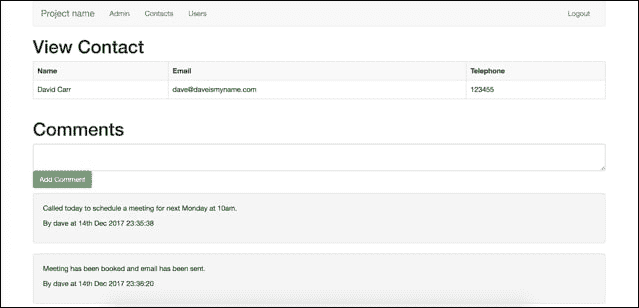 Project name Admin Contacts Users Logout
View Contact
Name Email Telephone
David Carr dave@daveismyname.com 123455
Comments
Add Comment
Called today to schedule a meeting for next Monday at 10am.
By dave at 14th Dec 2017 23:35:38
Meeting has been booked and email has been sent.
By dave at 14th Dec 2017 23:38:20